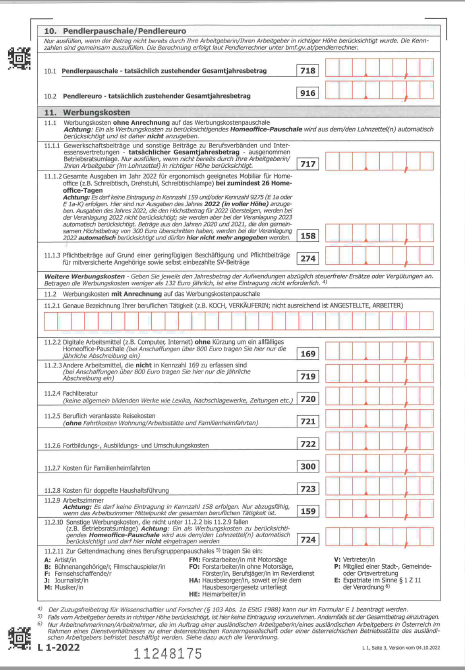 10. Pendlerpauschale/Pendlereuro
Nur ausfüllen, wenn der Betrag nicht bereits durch Ihre Arbeitgeberin/Ihren Arbeitgeber in richtiger Höhe berücksichtigt wurde. Die Kenn-
zahlen sind gemeinsam auszufüllen. Die Berechnung erfolgt laut Pendlerrechner unter bmf.gv.at/pendlerrechner.
10.1 Pendlerpauschale - tatsächlich zustehender Gesamtjahresbetrag 718
10.2 Pendlereuro - tatsächlich zustehender Gesamtjahresbetrag 916
11. Werbungskosten
11.1 Werbungskosten ohne Anrechnung auf das Werbungskostenpauschale
Achtung: Ein als Werbungskosten zu berücksichtigendes Homeoffice-Pauschale wird aus dem/den Lohnzettel(n) automatisch
berücksichtigt und ist daher nicht anzugeben.
11.1.1 Gewerkschaftsbeiträge und sonstige Beiträge zu Berufsverbänden und Inter-
essenvertretungen - tatsächlicher Gesamtjahresbetrag - ausgenommen
Betriebsratsumlage. Nur ausfüllen, wenn nicht bereits durch Ihre Arbeitgeberin/
Ihren Arbeitgeber (im Lohnzettel) in richtiger Höhe berücksichtigt. 717
11.1.2 Gesamte Ausgaben im Jahr 2022 für ergonomisch geeignetes Mobiliar für Home-
office (z.B. Schreibtisch, Drehstuhl, Schreibtischlampe) bei zumindest 26 Home-
office-Tagen
Achtung: Es darf keine Eintragung in Kennzahl 159 und/oder Kennzahl 9275 (E 1a oder
E 1a-K) erfolgen. Hier sind nur Ausgaben des Jahres 2022 (in voller Höhe) anzuge-
ben. Ausgaben des Jahres 2022, die den Höchstbetrag für 2022 übersteigen, werden bei
der Veranlagung 2022 nicht berücksichtigt; sie werden aber bei der Veranlagung 2023
automatisch berücksichtigt. Beträge aus den Jahren 2020 und 2021, die den gemein-
samen Höchstbetrag von 300 Euro überschritten haben, werden bei der Veranlagung
2022 automatisch berücksichtigt und dürfen hier nicht mehr angegeben werden. 158
11.1.3 Pflichtbeiträge auf Grund einer geringfügigen Beschäftigung und Pflichtbeiträge
für mitversicherte Angehörige sowie selbst einbezahlte SV-Beiträge 274
Weitere Werbungskosten - Geben Sie jeweils den Jahresbetrag der Aufwendungen abzüglich steuerfreier Ersätze oder Vergütungen an.
Betragen die Werbungskosten weniger als 132 Euro jährlich, ist eine Eintragung nicht erforderlich. 4)
11.2 Werbungskosten mit Anrechnung auf das Werbungskostenpauschale
11.2.1 Genaue Bezeichnung Ihrer beruflichen Tätigkeit (z.B. KOCH, VERKÄUFERIN; nicht ausreichend ist ANGESTELLTE, ARBEITER)
11.2.2 Digitale Arbeitsmittel (z.B. Computer, Internet) ohne Kürzung um ein allfälliges
Homeoffice-Pauschale (bei Anschaffungen über 800 Euro tragen Sie hier nur die
jährliche Abschreibung ein) 169
11.2.3 Andere Arbeitsmittel, die nicht in Kennzahl 169 zu erfassen sind
(bei Anschaffungen über 800 Euro tragen Sie hier nur die jährliche
Abschreibung ein) 719
11.2.4 Fachliteratur
(keine allgemein bildenden Werke wie Lexika, Nachschlagewerke, Zeitungen etc.) 720
11.2.5 Beruflich veranlasste Reisekosten
(ohne Fahrtkosten Wohnung/Arbeitsstätte und Familienheimfahrten) 721
11.2.6 Fortbildungs-, Ausbildungs- und Umschulungskosten 722
11.2.7 Kosten für Familienheimfahrten 300
11.2.8 Kosten für doppelte Haushaltsführung 723
11.2.9 Arbeitszimmer
Achtung: Es darf keine Eintragung in Kennzahl 158 erfolgen. Nur abzugsfähig,
wenn das Arbeitszimmer Mittelpunkt der gesamten beruflichen Tätigkeit ist. 159
11.2.10 Sonstige Werbungskosten, die nicht unter 11.2.2 bis 11.2.9 fallen
(z.B. Betriebsratsumlage) Achtung: Ein als Werbungskosten zu berücksichti-
gendes Homeoffice-Pauschale wird aus dem/den Lohnzettel(n) automatisch
berücksichtigt und darf hier nicht eingetragen werden 724
11.2.11 Zur Geltendmachung eines Berufsgruppenpauschales 5) tragen Sie ein:
A: Artist/in FM: Forstarbeiter/in mit Motorsäge V: Vertreter/in
B: Bühnenangehörige/r, Filmschauspieler/in FO: Forstarbeiter/in ohne Motorsäge, P: Mitglied einer Stadt-, Gemeinde-
F: Fernsehschaffende/r Förster/in, Berufsjäger/in im Revierdienst oder Ortsvertretung
J: Journalist/in HA: Hausbesorger/in, soweit er/sie dem E: Expatriate im Sinne § 1 Z 11
M: Musiker/in Hausbesorgergesetz unterliegt der Verordnung 6)
HE: Heimarbeiter/in
4) Der Zuzugsfreibetrag für Wissenschaftler und Forscher (§ 103 Abs. 1a EStG 1988) kann nur im Formular E 1 beantragt werden.
5) Falls vom Arbeitgeber bereits in richtiger Höhe berücksichtigt, ist hier keine Eintragung vorzunehmen. Andernfalls ist der Gesamtbetrag einzutragen.
6) Nur Arbeitnehmerinnen/Arbeitnehmer, die im Auftrag einer ausländischen Arbeitgeberin/eines ausländischen Arbeitgebers in Österreich im
Rahmen eines Dienstverhältnisses zu einer österreichischen Konzerngesellschaft oder einer österreichischen Betriebsstätte des ausländi-
schen Arbeitgebers befristet beschäftigt werden. Siehe dazu auch die Verordnung.
L 1-2022 L 1, Seite 3, Version vom 04.10.2022
11248175